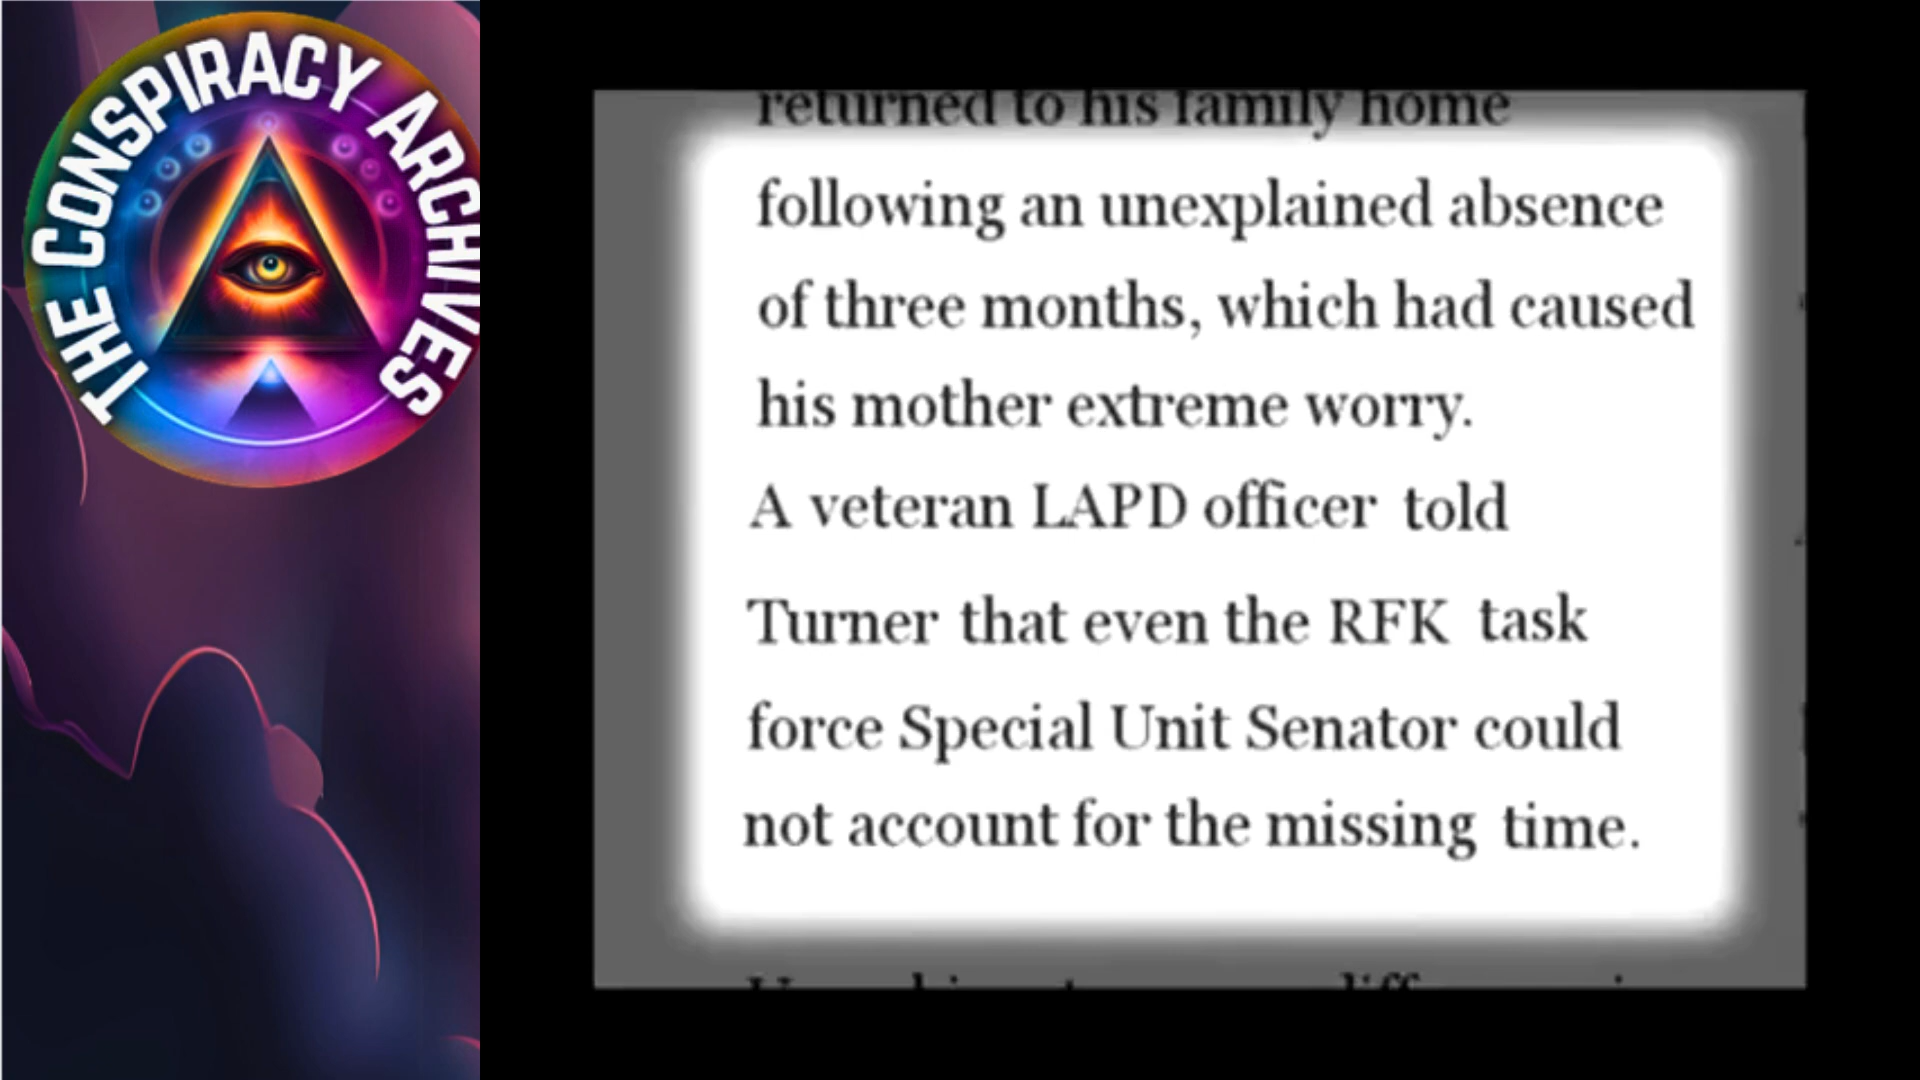 THE CONSPIRACY ARCHIVES
returned to his family home
following an unexplained absence
of three months, which had caused
his mother extreme worry.
A veteran LAPD officer told
Turner that even the RFK task
force Special Unit Senator could
not account for the missing time.